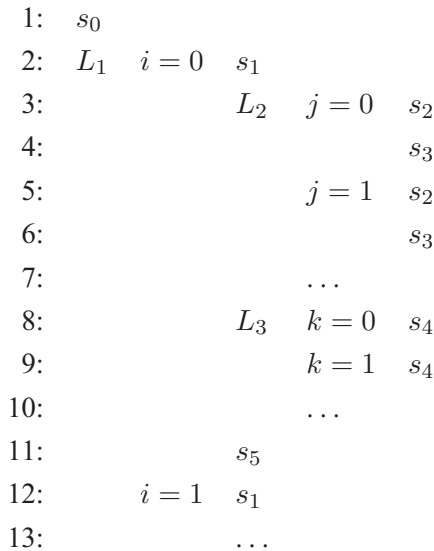 1: s₀
2: L₁ i = 0 s₁
3: L₂ j = 0 s₂
4: s₃
5: j = 1 s₂
6: s₃
7: . . .
8: L₃ k = 0 s₄
9: k = 1 s₄
10: . . .
11: s₅
12: i = 1 s₁
13: . . .